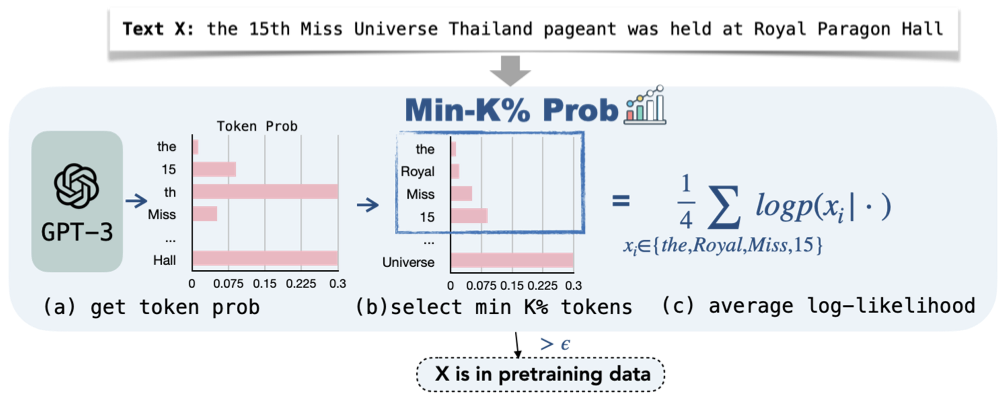 Text X: the 15th Miss Universe Thailand pageant was held at Royal Paragon Hall
Min-K% Prob
GPT-3
Token Prob
the
15
th
Miss
...
Hall
0 0.075 0.15 0.225 0.3
the
Royal
Miss
15
...
Universe
0 0.075 0.15 0.225 0.3
= 1/4 ∑ logp(xᵢ| · )
xᵢ∈{the,Royal,Miss,15}
(a) get token prob
(b)select min K% tokens
(c) average log-likelihood
> ϵ
X is in pretraining data